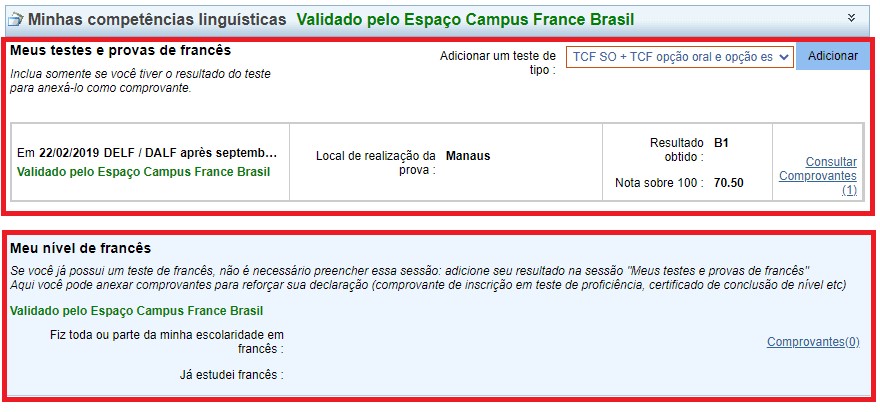 Minhas competências linguísticas Validado pelo Espaço Campus France Brasil
Meus testes e provas de francês
Inclua somente se você tiver o resultado do teste
para anexá-lo como comprovante.
Adicionar um teste de
tipo :
TCF SO + TCF opção oral e opção es
Adicionar
Em 22/02/2019 DELF / DALF après septemb…
Validado pelo Espaço Campus France Brasil
Local de realização da
prova :
Manaus
Resultado
obtido :
B1
Nota sobre 100 : 70.50
Consultar
Comprovantes
(1)
Meu nível de francês
Se você já possui um teste de francês, não é necessário preencher essa sessão: adicione seu resultado na sessão "Meus testes e provas de francês"
Aqui você pode anexar comprovantes para reforçar sua declaração (comprovante de inscrição em teste de proficiência, certificado de conclusão de nível etc)
Validado pelo Espaço Campus France Brasil
Fiz toda ou parte da minha escolaridade em
francês :
Comprovantes(0)
Já estudei francês :